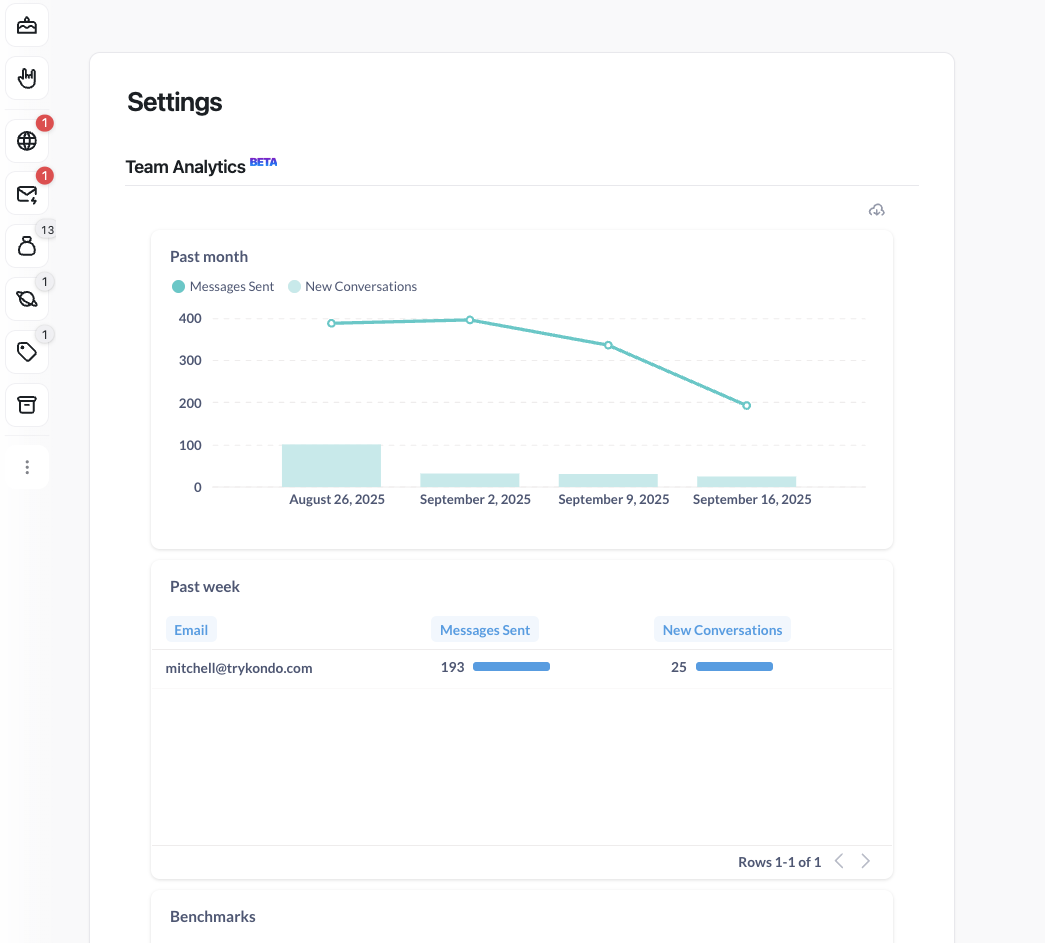 Settings
1
Team Analytics BETA
1
13
Past month
1
Messages Sent New Conversations
400
1
300
200
100
0
August 26, 2025 September 2, 2025 September 9, 2025 September 16, 2025
Past week
Email Messages Sent New Conversations
mitchell@trykondo.com 193 25
Rows 1-1 of 1
Benchmarks